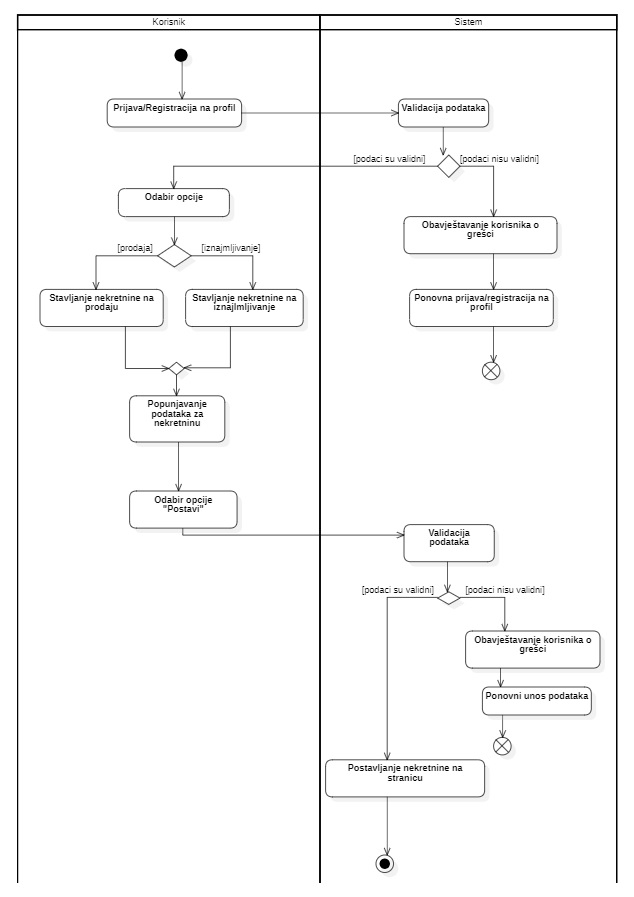 Korisnik
Sistem
Prijava/Registracija na profil
Validacija podataka
[podaci su validni]
[podaci nisu validni]
Odabir opcije
Obavještavanje korisnika o
grešci
[prodaja]
[iznajmljivanje]
Stavljanje nekretnine na
prodaju
Stavljanje nekretnine na
iznajlmljivanje
Ponovna prijava/registracija na
profil
Popunjavanje
podataka za
nekretninu
Odabir opcije
"Postavi"
Validacija
podataka
[podaci su validni]
[podaci nisu validni]
Obavještavanje korisnika o
grešci
Ponovni unos podataka
Postavljanje nekretnine na
stranicu